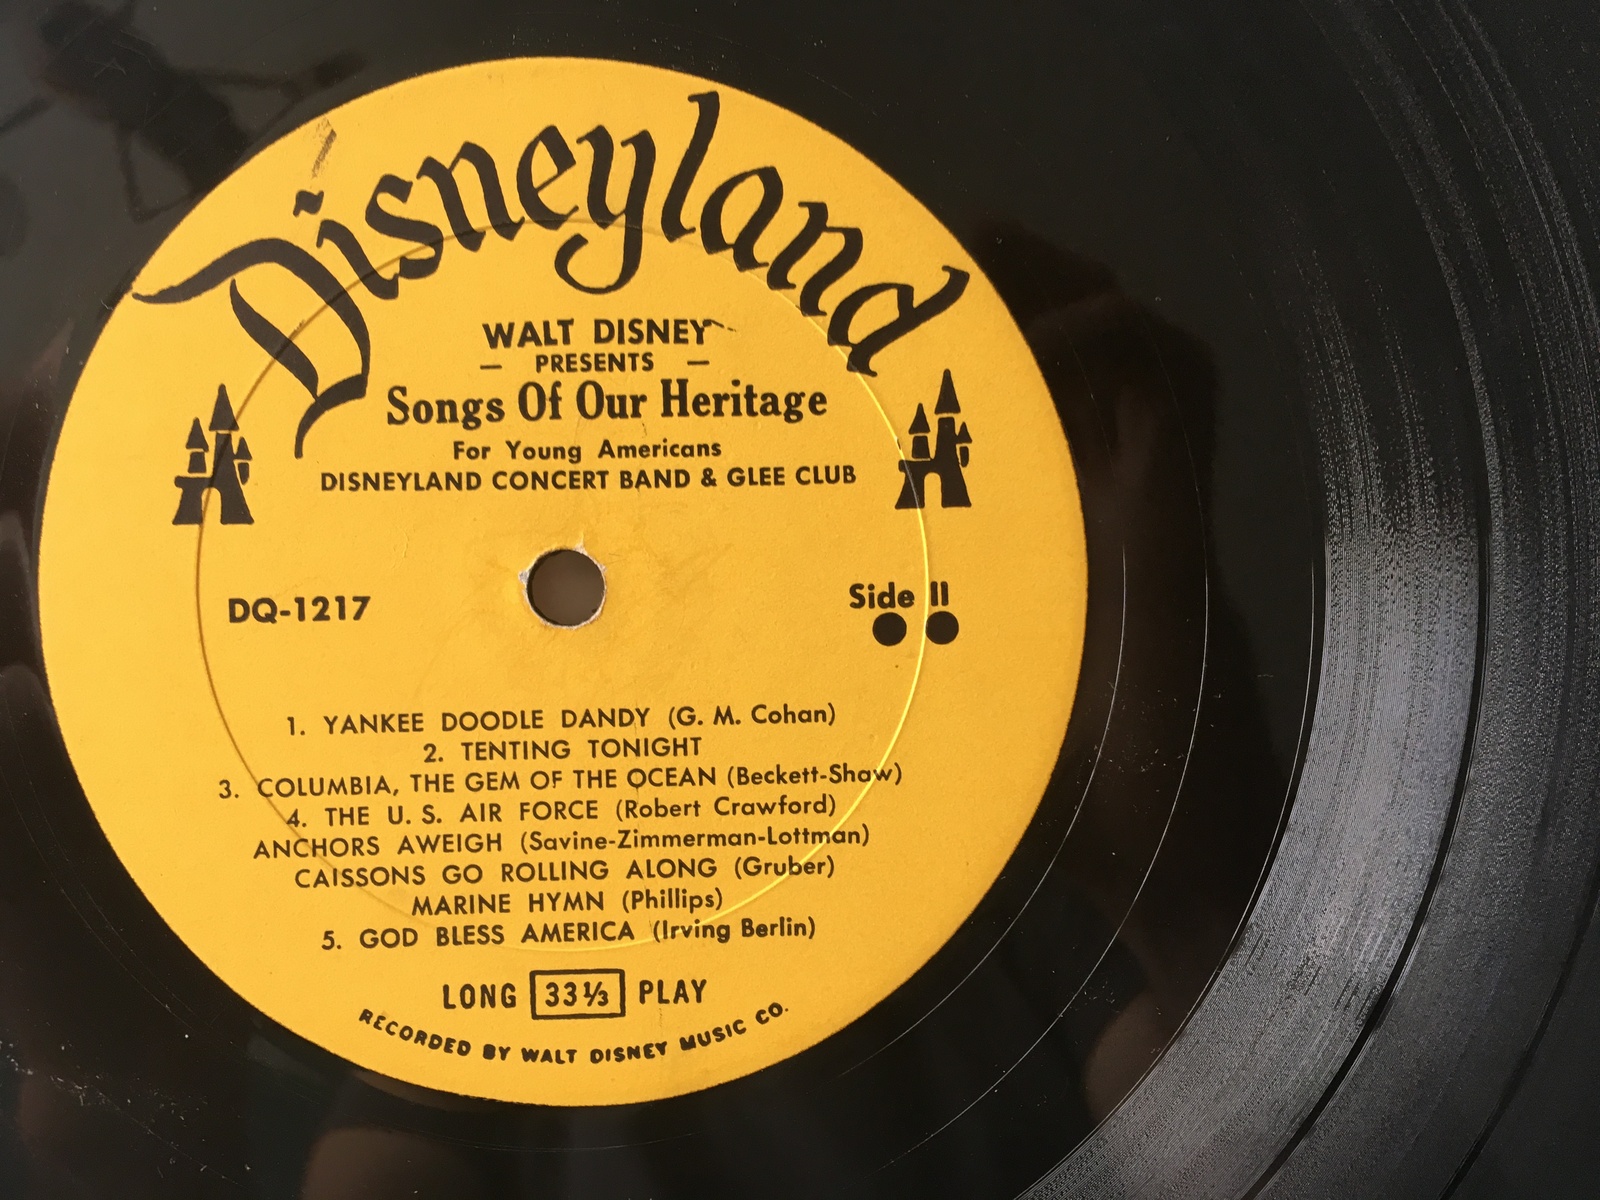 Disneyland
WALT DISNEY
— PRESENTS —
Songs Of Our Heritage
For Young Americans
DISNEYLAND CONCERT BAND & GLEE CLUB
DQ-1217
Side II
1. YANKEE DOODLE DANDY (G. M. Cohan)
2. TENTING TONIGHT
3. COLUMBIA, THE GEM OF THE OCEAN (Beckett-Shaw)
4. THE U. S. AIR FORCE (Robert Crawford)
ANCHORS AWEIGH (Savine-Zimmerman-Lottman)
CAISSONS GO ROLLING ALONG (Gruber)
MARINE HYMN (Phillips)
5. GOD BLESS AMERICA (Irving Berlin)
LONG 33⅓ PLAY
RECORDED BY WALT DISNEY MUSIC CO.